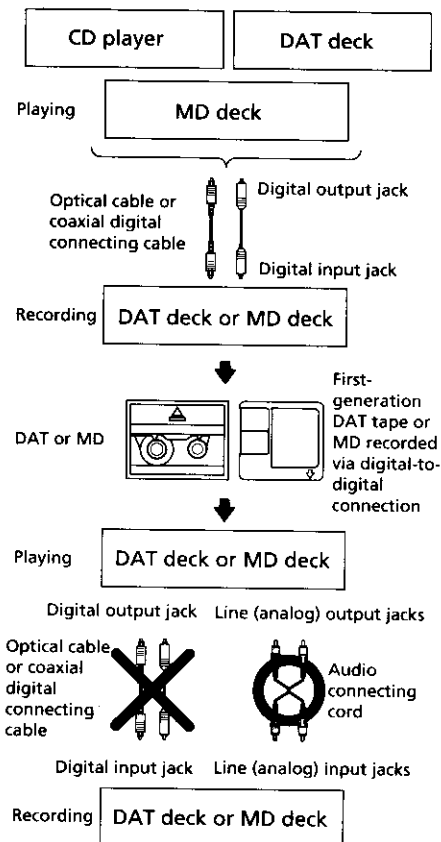 CD player
DAT deck
Playing
MD deck
Optical cable or
coaxial digital
connecting cable
Digital output jack
Digital input jack
Recording
DAT deck or MD deck
DAT or MD
First-
generation
DAT tape or
MD recorded
via digital-to-
digital
connection
Playing
DAT deck or MD deck
Digital output jack
Line (analog) output jacks
Optical cable
or coaxial
digital
connecting
cable
Audio
connecting
cord
Digital input jack
Line (analog) input jacks
Recording
DAT deck or MD deck